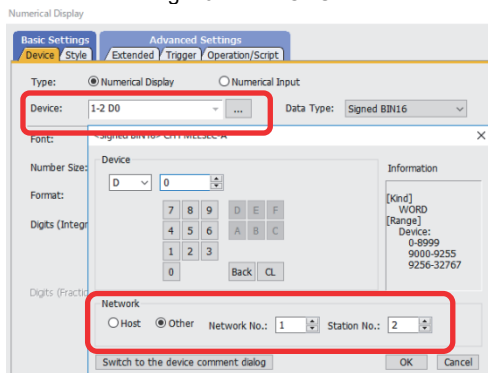 Numerical Display
Basic Settings Advanced Settings
Device Style Extended Trigger Operation/Script
Type: Numerical Display Numerical Input
Device: 1-2 D0 ... Data Type: Signed BIN16
Font: <Signed BIN16>
Number Size: Device Information
D 0
Format: [Kind]
WORD
7 8 9 D E F [Range]
Digits (Integr 4 5 6 A B C Device:
0-8999
1 2 3 9000-9255
0 Back CL 9256-32767
Digits (Fractio
Network
Host Other Network No.: 1 Station No.: 2
Switch to the device comment dialog OK Cancel